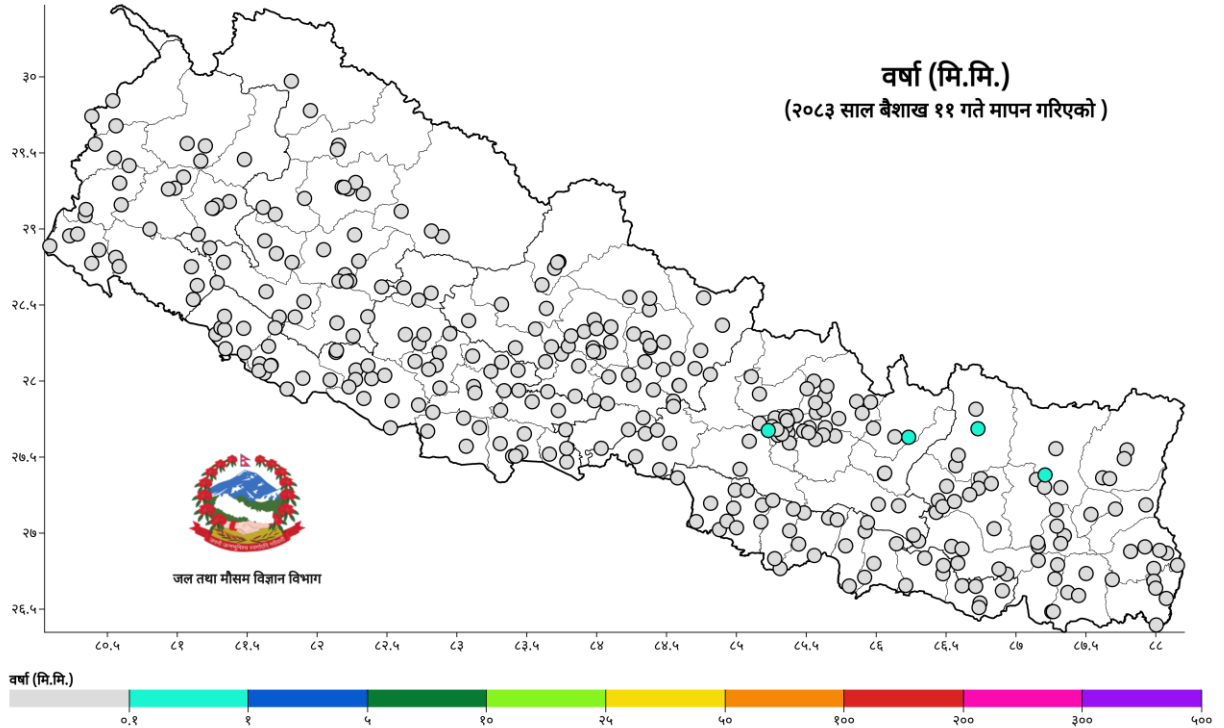 वर्षा (मि.मि.)
(२०८३ साल बैशाख ११ गते मापन गरिएको )
३०
२९.५
२९
२८.५
२८
२७.५
२७
२६.५
जल तथा मौसम विज्ञान विभाग
८०.५ ८१ ८१.५ ८२ ८२.५ ८३ ८३.५ ८४ ८४.५ ८५ ८५.५ ८६ ८६.५ ८७ ८७.५ ८८
वर्षा (मि.मि.)
०.१ १ ५ १० २५ ५० १०० २०० ३०० ५००